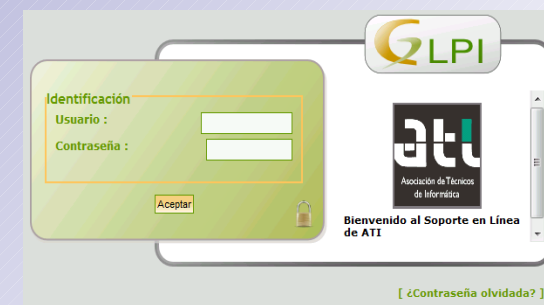 GLPI
Identificación
Usuario :
Contraseña :
Aceptar
ati
Asociación de Técnicos
de Informática
Bienvenido al Soporte en Línea
de ATI
[ ¿Contraseña olvidada? ]